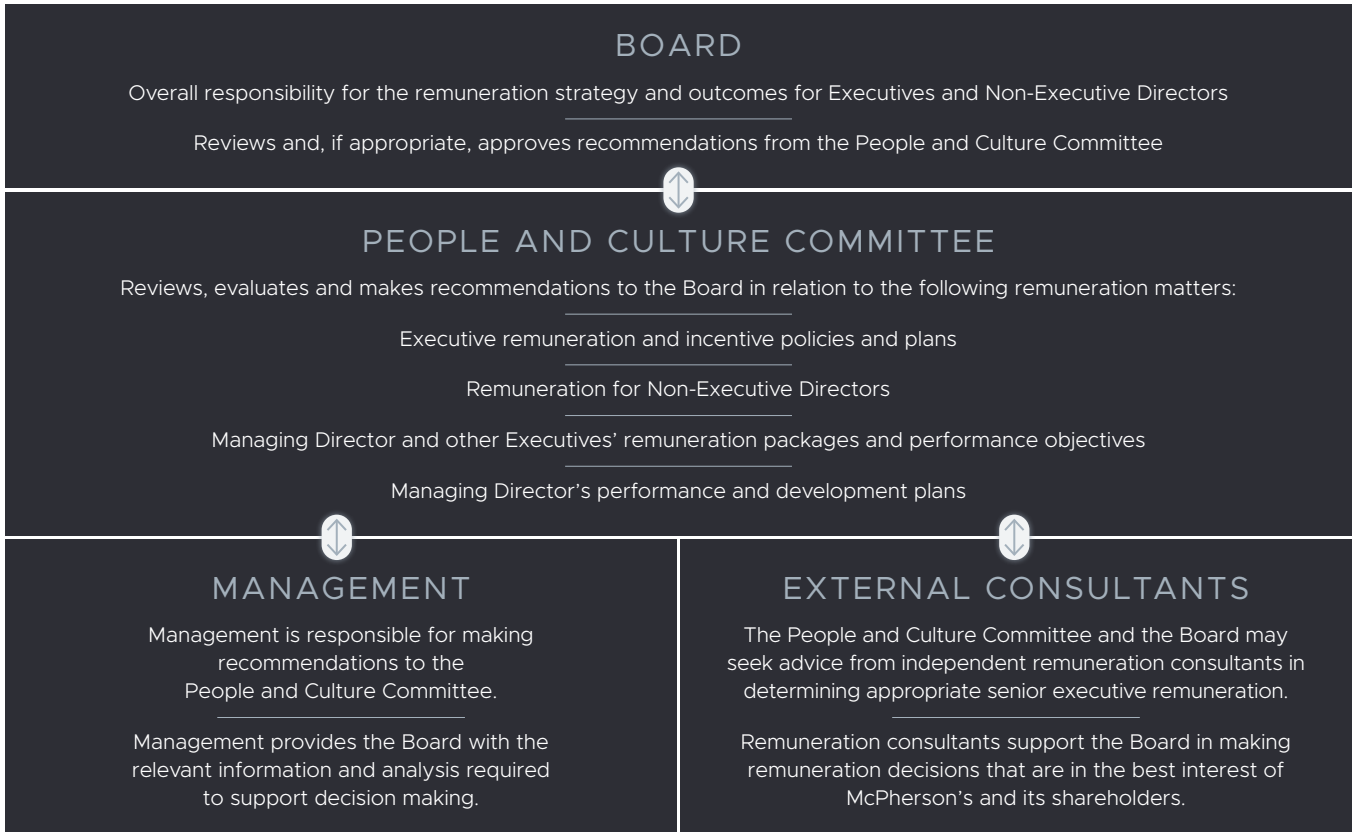 BOARD
Overall responsibility for the remuneration strategy and outcomes for Executives and Non-Executive Directors
Reviews and, if appropriate, approves recommendations from the People and Culture Committee
PEOPLE AND CULTURE COMMITTEE
Reviews, evaluates and makes recommendations to the Board in relation to the following remuneration matters:
Executive remuneration and incentive policies and plans
Remuneration for Non-Executive Directors
Managing Director and other Executives’ remuneration packages and performance objectives
Managing Director’s performance and development plans
MANAGEMENT
Management is responsible for making
recommendations to the
People and Culture Committee.
Management provides the Board with the
relevant information and analysis required
to support decision making.
EXTERNAL CONSULTANTS
The People and Culture Committee and the Board may
seek advice from independent remuneration consultants in
determining appropriate senior executive remuneration.
Remuneration consultants support the Board in making
remuneration decisions that are in the best interest of
McPherson’s and its shareholders.